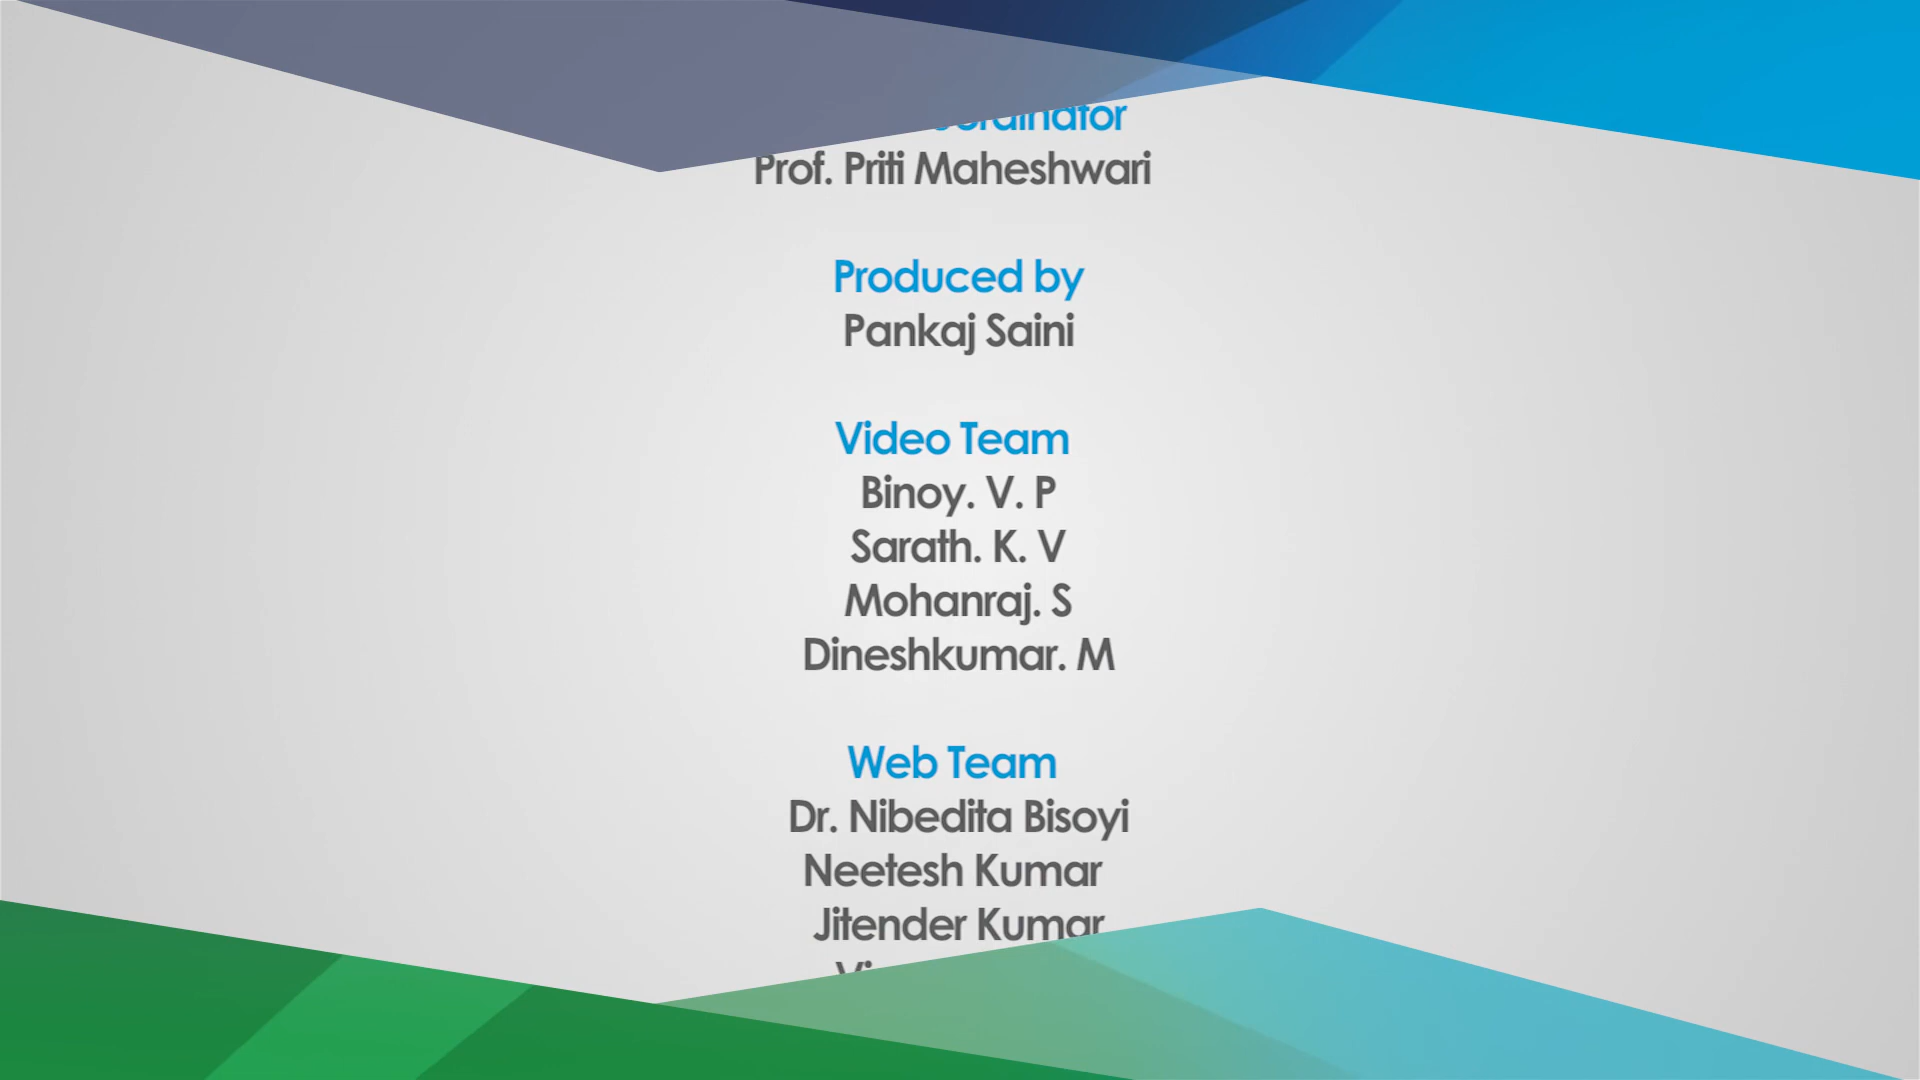 Prof. Priti Maheshwari
Produced by
Pankaj Saini
Video Team
Binoy. V. P
Sarath. K. V
Mohanraj. S
Dineshkumar. M
Web Team
Dr. Nibedita Bisoyi
Neetesh Kumar
Jitender Kumar